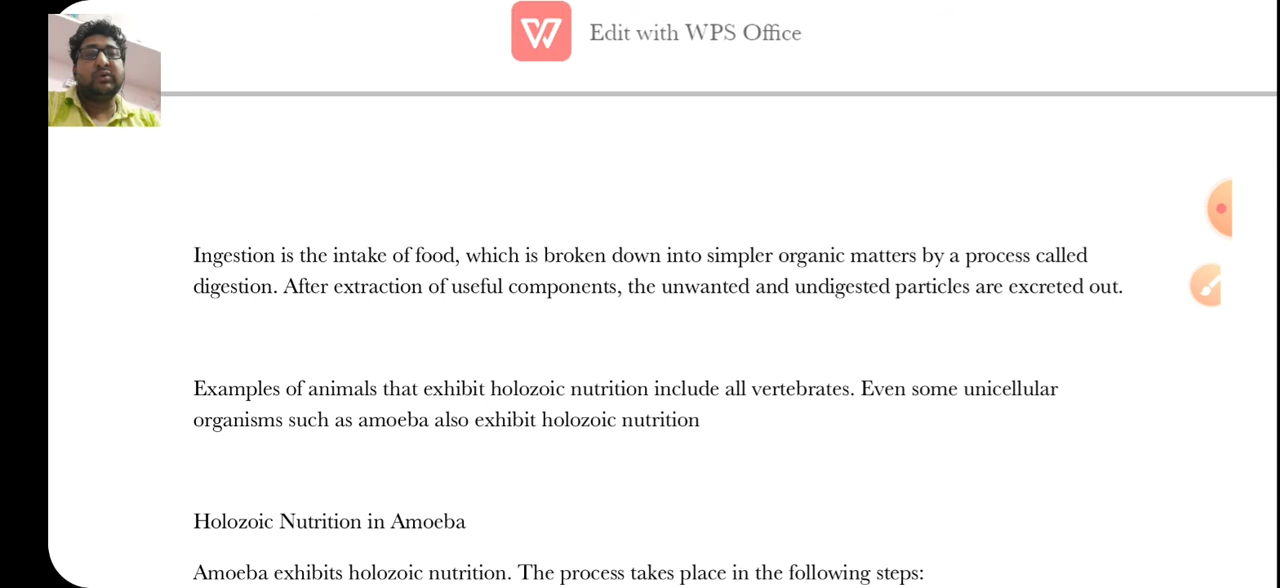 Edit with WPS Office
Ingestion is the intake of food, which is broken down into simpler organic matters by a process called
digestion. After extraction of useful components, the unwanted and undigested particles are excreted out.
Examples of animals that exhibit holozoic nutrition include all vertebrates. Even some unicellular
organisms such as amoeba also exhibit holozoic nutrition
Holozoic Nutrition in Amoeba
Amoeba exhibits holozoic nutrition. The process takes place in the following steps: